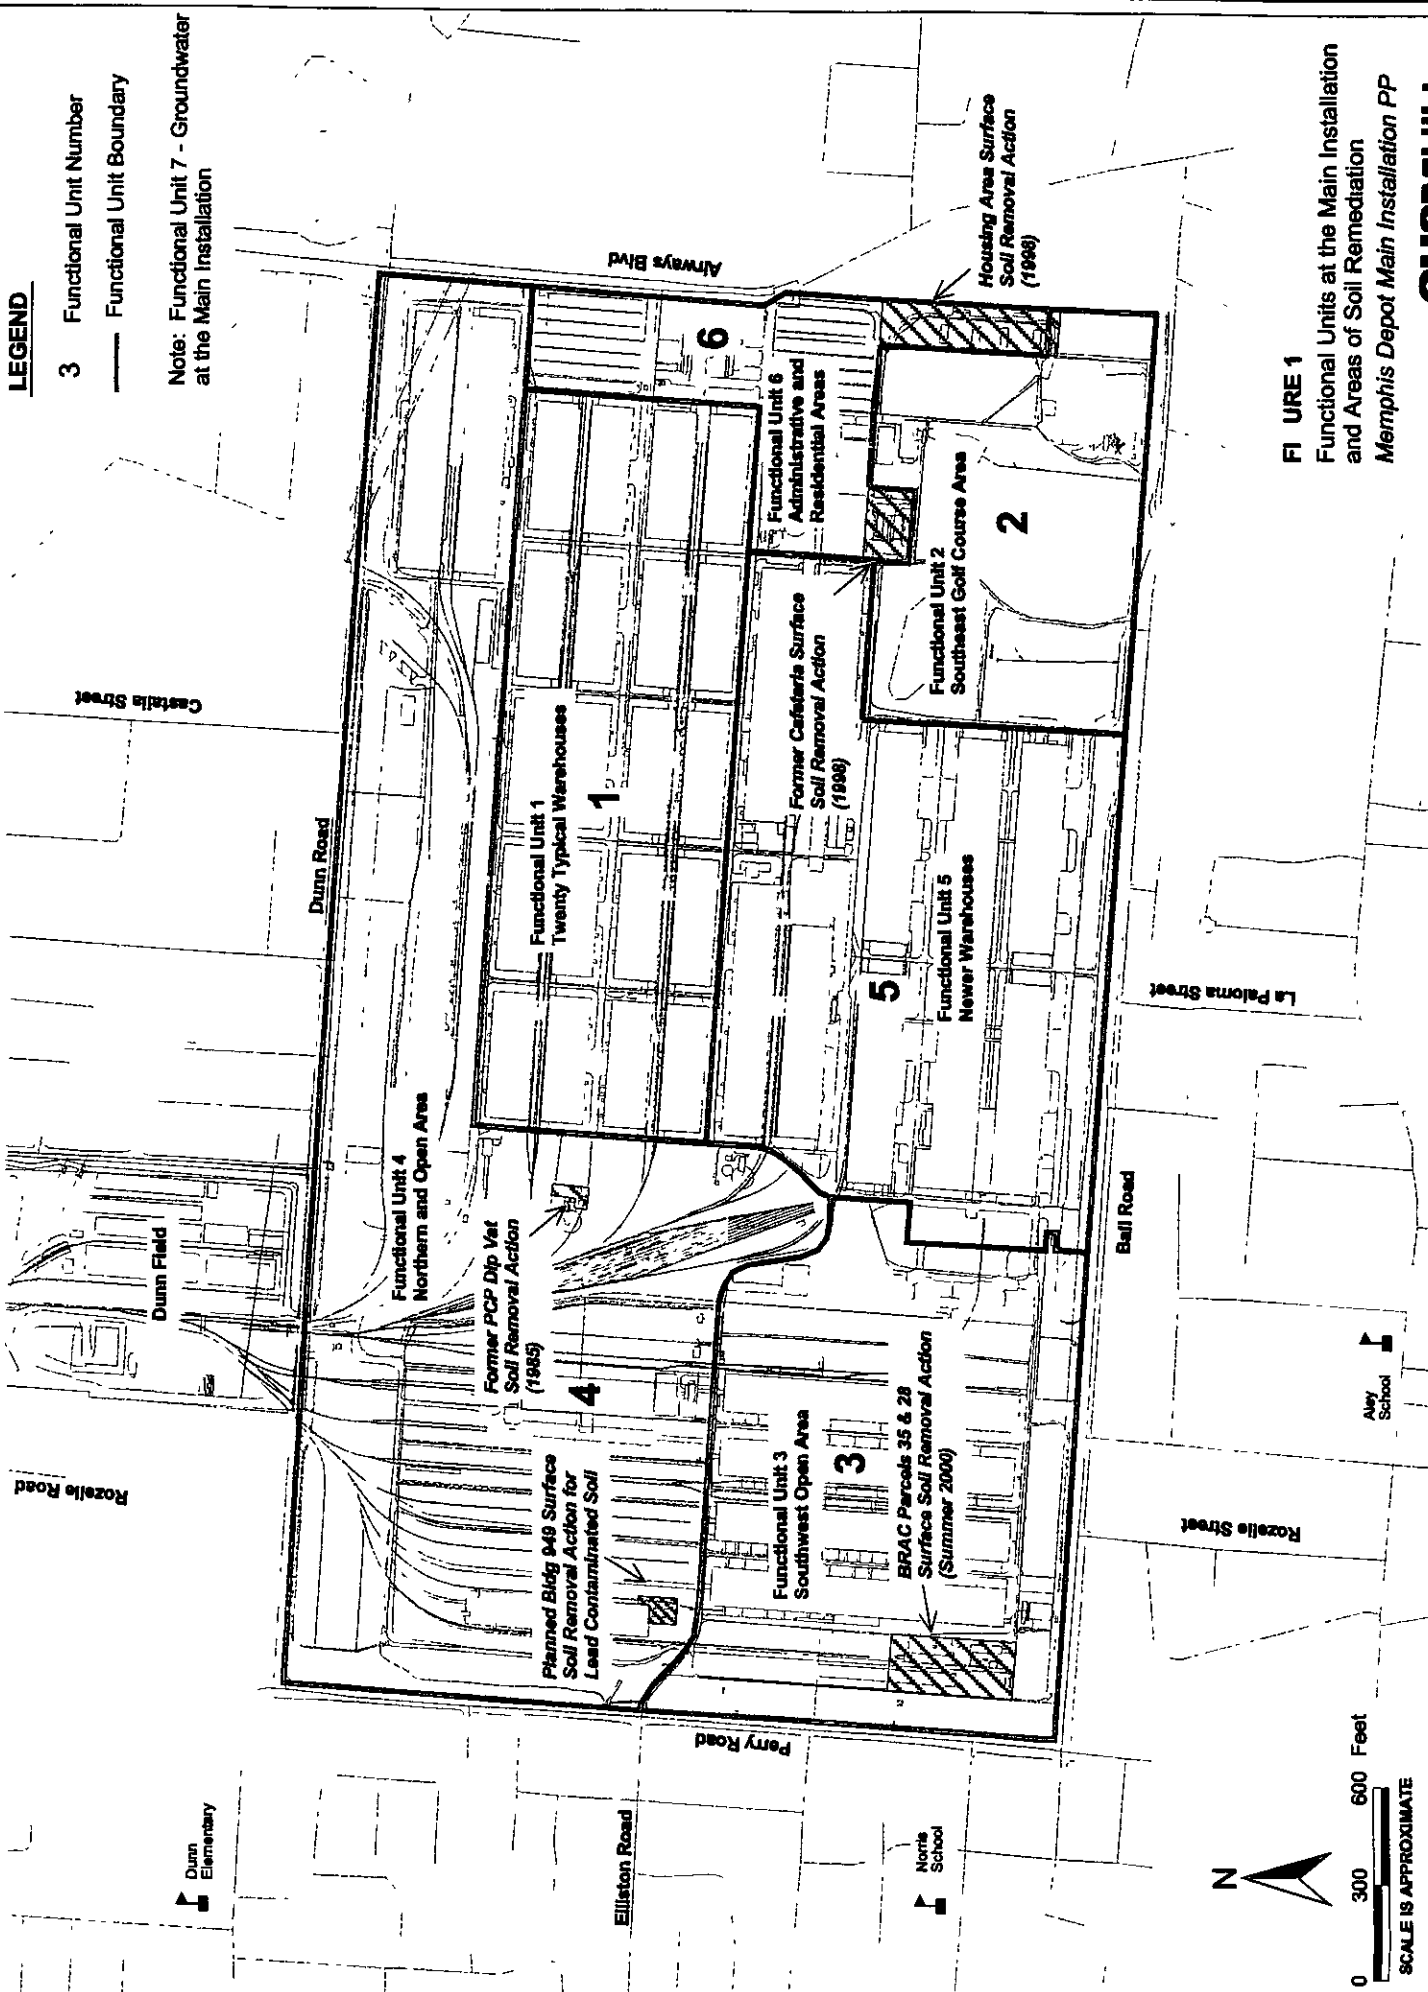 LEGEND
3 Functional Unit Number
Functional Unit Boundary
Note: Functional Unit 7 - Groundwater
at the Main Installation
Rozelle Road
Dunn Field
Castalia Street
Dunn Road
Dunn
Elementary
Functional Unit 4
Northern and Open Area
Former PCP Dip Vat
Soil Removal Action
(1985)
4
Planned Bldg 949 Surface
Soil Removal Action for
Lead Contaminated Soil
Functional Unit 1
Twenty Typical Warehouses
1
Airways Blvd
6
Functional Unit 6
Administrative and
Residential Areas
Housing Area Surface
Soil Removal Action
(1998)
Elliston Road
Perry Road
Functional Unit 3
Southwest Open Area
3
BRAC Parcels 35 & 28
Surface Soil Removal Action
(Summer 2000)
Former Cafeteria Surface
Soil Removal Action
(1998)
5
Functional Unit 5
Newer Warehouses
Functional Unit 2
Southeast Golf Course Area
2
Norris
School
Ball Road
La Paloma Street
Rozelle Street
Aley
School
N
0 300 600 Feet
SCALE IS APPROXIMATE
FI URE 1
Functional Units at the Main Installation
and Areas of Soil Remediation
Memphis Depot Main Installation PP